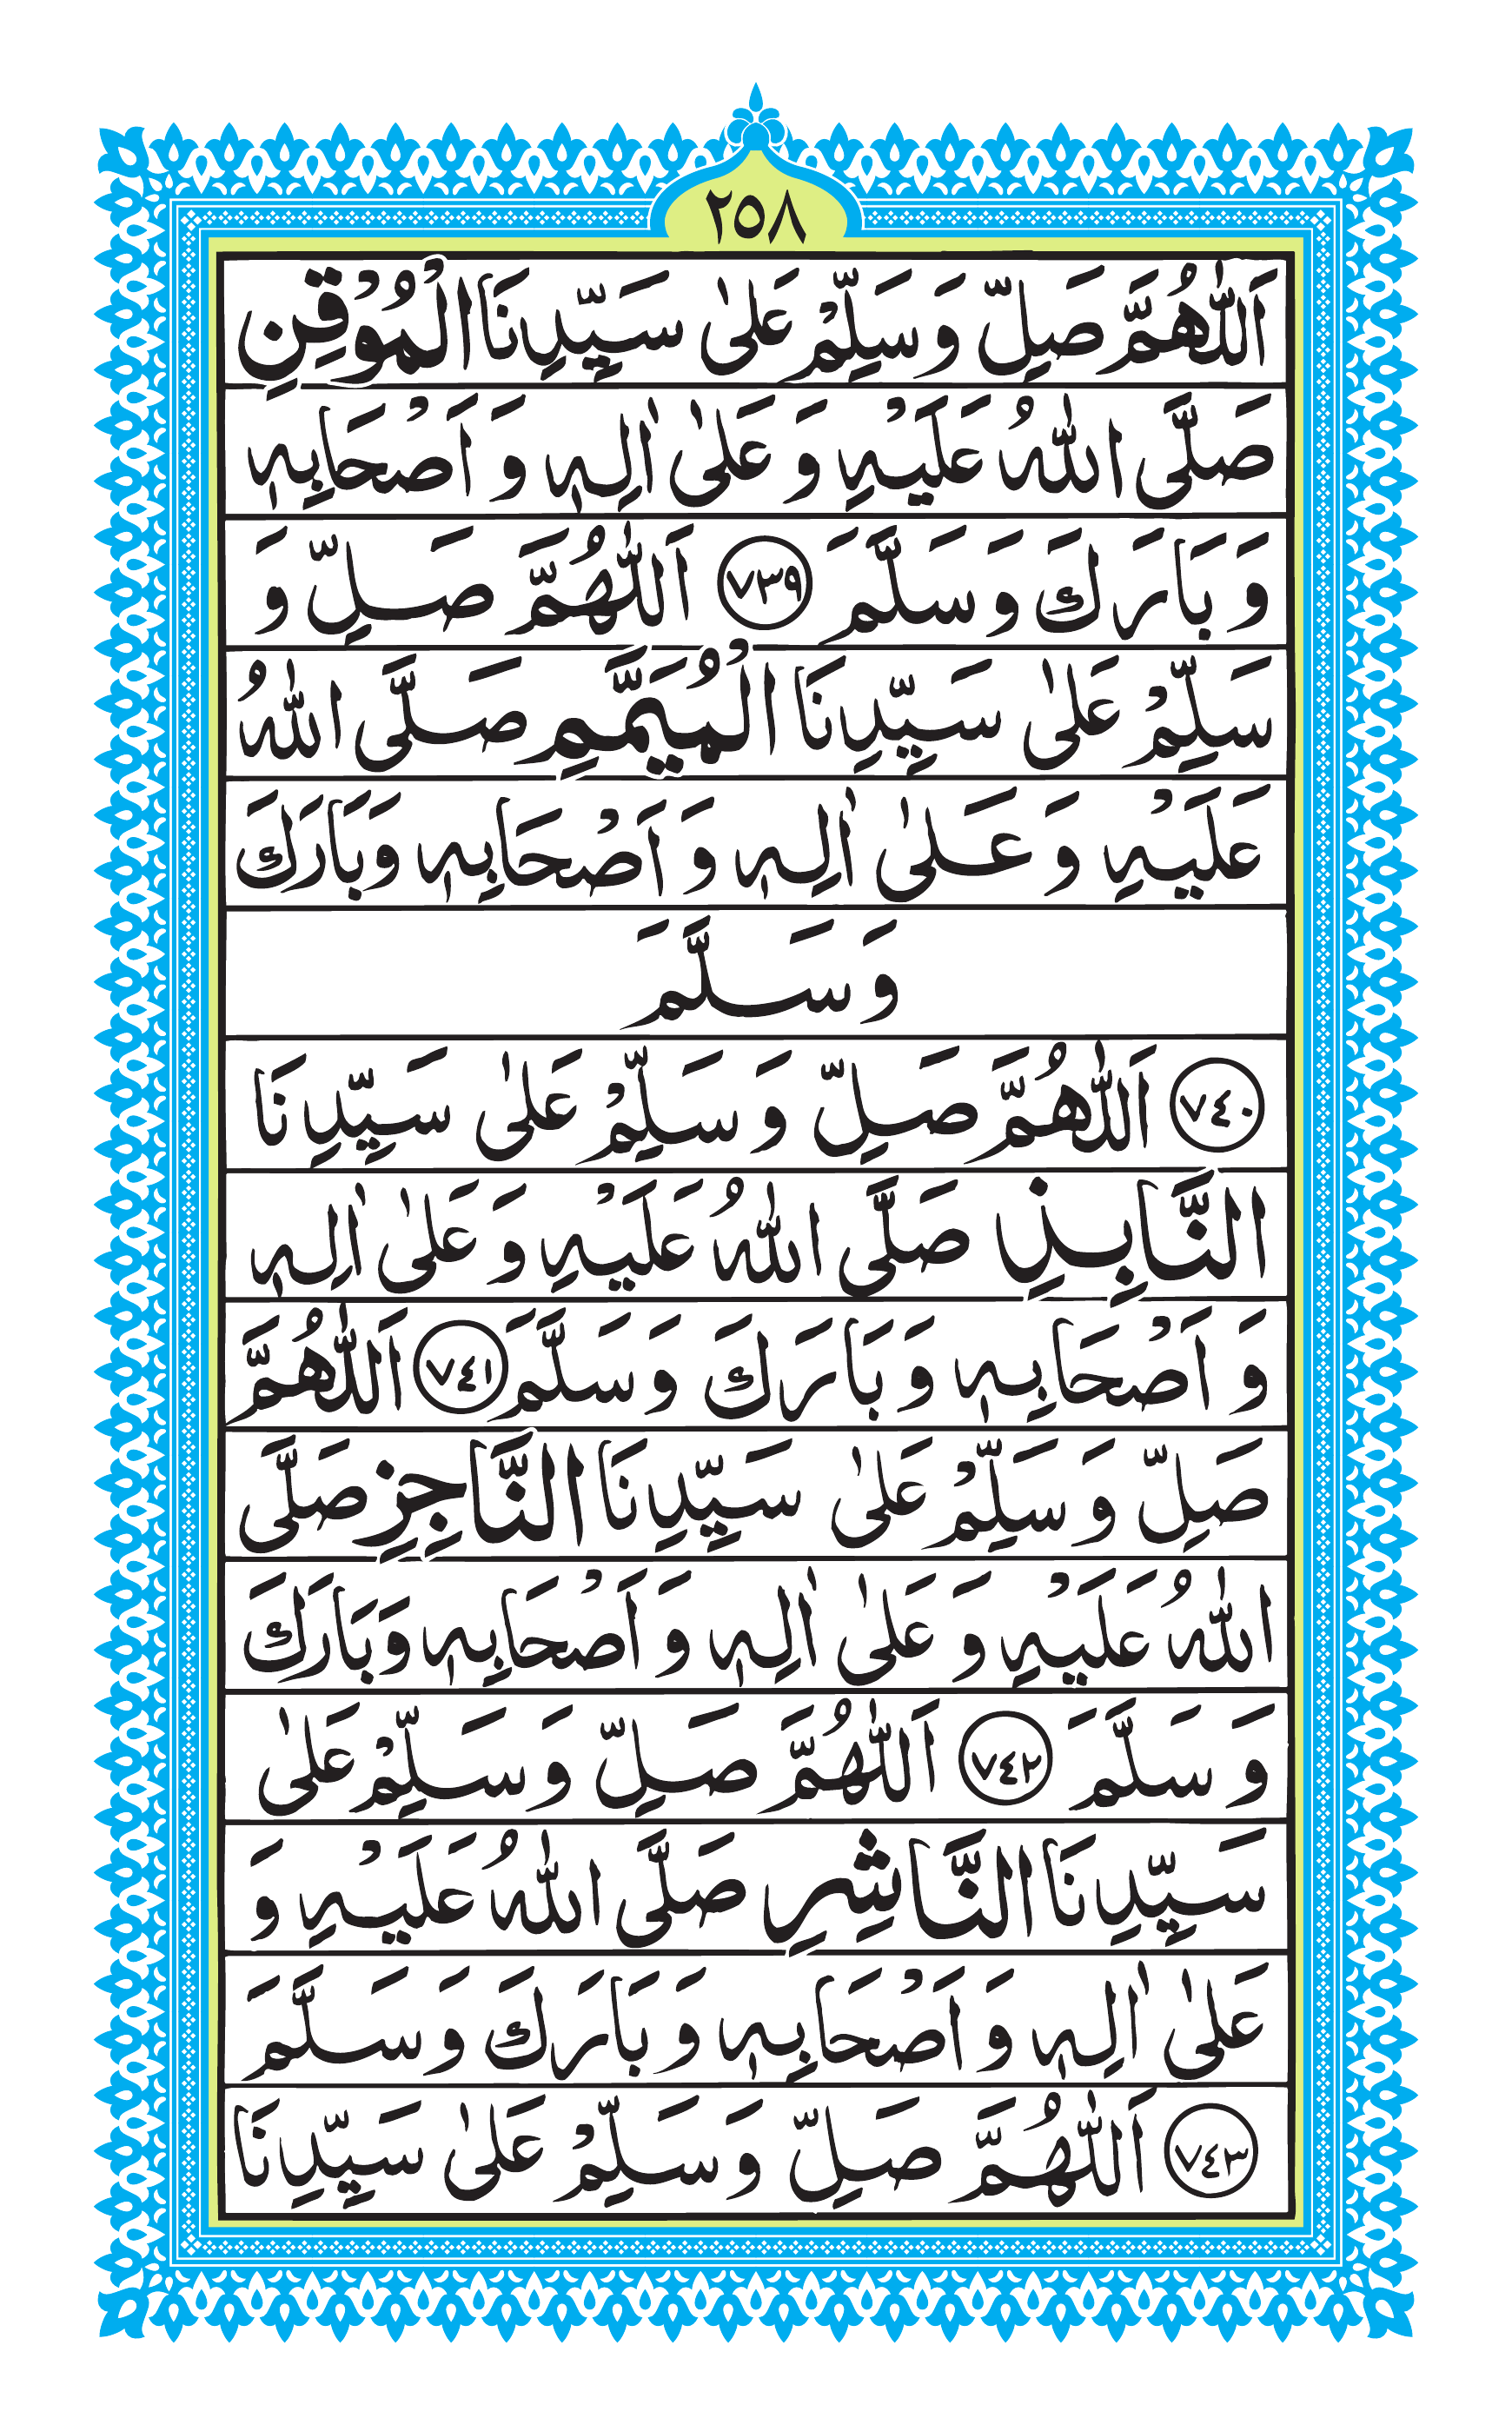 ٢٥٨
اَللّٰهُمَّ صَلِّ وَسَلِّمْ عَلٰى سَيِّدِنَا الْمُوْقِنِ
صَلَّى اللّٰهُ عَلَيْهِ وَ عَلٰى اٰلِهٖ وَ اَصْحَابِهٖ
وَ بَارَكَ وَ سَلَّمَ ٧٣٩ اَللّٰهُمَّ صَلِّ وَ
سَلِّمْ عَلٰى سَيِّدِنَا الْمُيَمَّمِ صَلَّى اللّٰهُ
عَلَيْهِ وَ عَلٰى اٰلِهٖ وَ اَصْحَابِهٖ وَبَارَكَ
وَ سَلَّمَ
٧٤٠ اَللّٰهُمَّ صَلِّ وَ سَلِّمْ عَلٰى سَيِّدِنَا
النَّابِذِ صَلَّى اللّٰهُ عَلَيْهِ وَ عَلٰى اٰلِهٖ
وَ اَصْحَابِهٖ وَ بَارَكَ وَ سَلَّمَ ٧٤١ اَللّٰهُمَّ
صَلِّ وَ سَلِّمْ عَلٰى سَيِّدِنَا النَّاجِزِ صَلَّى
اللّٰهُ عَلَيْهِ وَ عَلٰى اٰلِهٖ وَ اَصْحَابِهٖ وَبَارَكَ
وَ سَلَّمَ ٧٤٢ اَللّٰهُمَّ صَلِّ وَ سَلِّمْ عَلٰى
سَيِّدِنَا النَّاشِرِ صَلَّى اللّٰهُ عَلَيْهِ وَ
عَلٰى اٰلِهٖ وَ اَصْحَابِهٖ وَ بَارَكَ وَ سَلَّمَ
٧٤٣ اَللّٰهُمَّ صَلِّ وَ سَلِّمْ عَلٰى سَيِّدِنَا